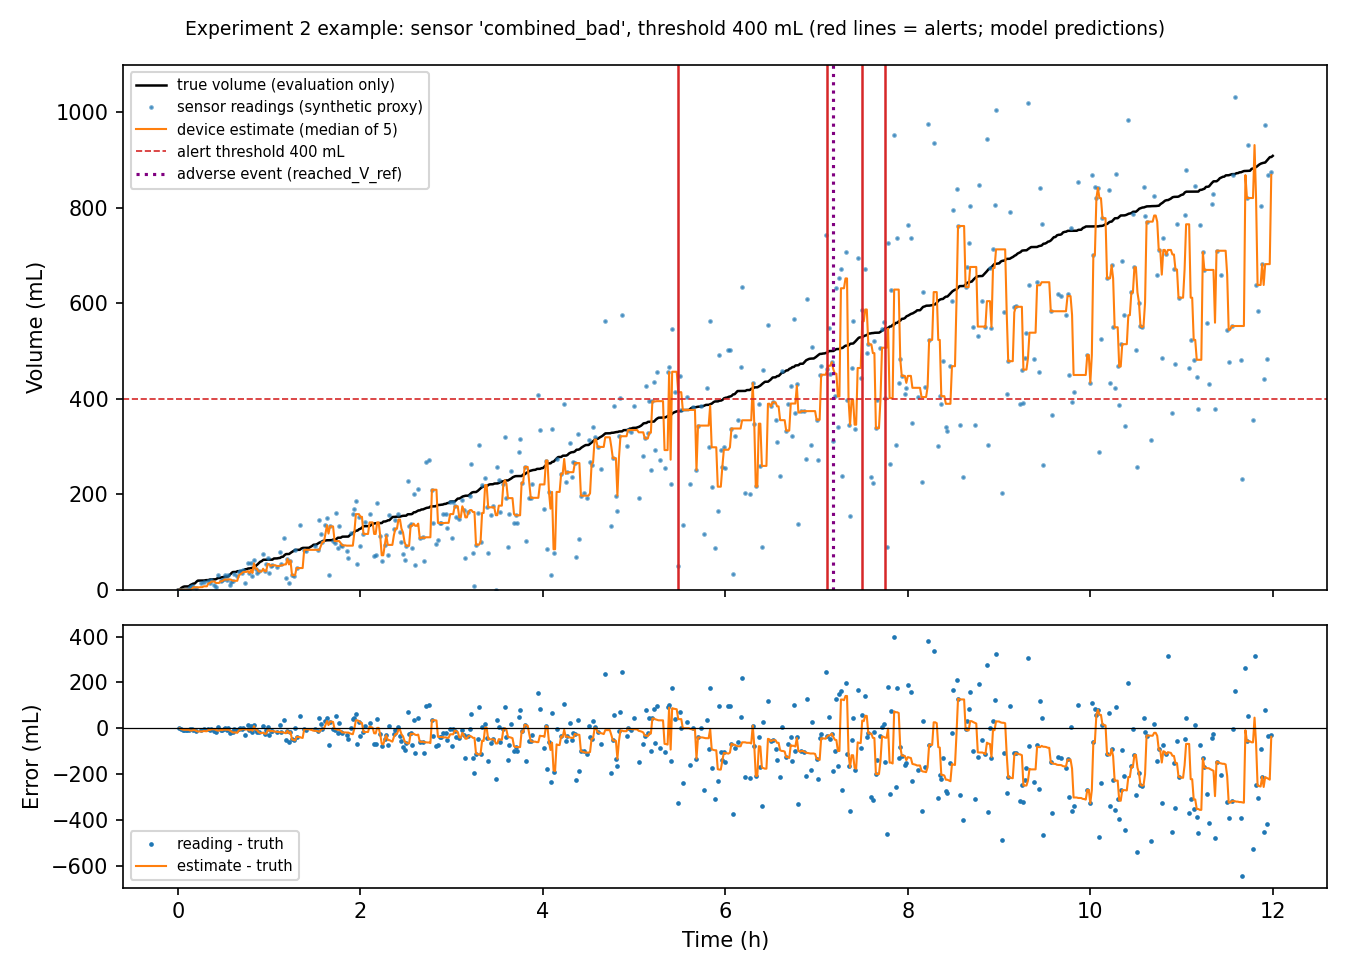 Experiment 2 example: sensor 'combined_bad', threshold 400 mL (red lines = alerts; model predictions)
true volume (evaluation only)
sensor readings (synthetic proxy)
device estimate (median of 5)
alert threshold 400 mL
adverse event (reached_V_ref)
Volume (mL)
1000
800
600
400
200
0
Error (mL)
400
200
0
−200
−400
−600
reading - truth
estimate - truth
0 2 4 6 8 10 12
Time (h)